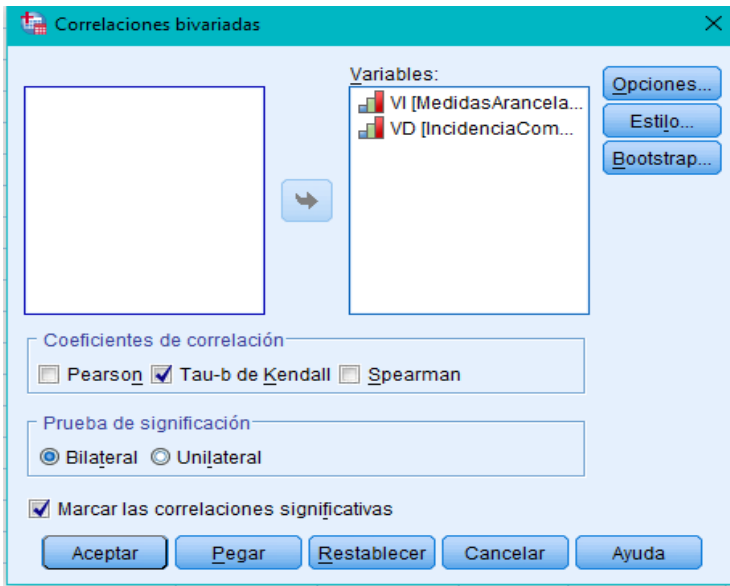 Correlaciones bivariadas
Variables:
VI [MedidasArancela...
VD [IncidenciaCom...
Opciones...
Estilo...
Bootstrap...
Coeficientes de correlación
Pearson Tau-b de Kendall Spearman
Prueba de significación
Bilateral Unilateral
Marcar las correlaciones significativas
Aceptar Pegar Restablecer Cancelar Ayuda